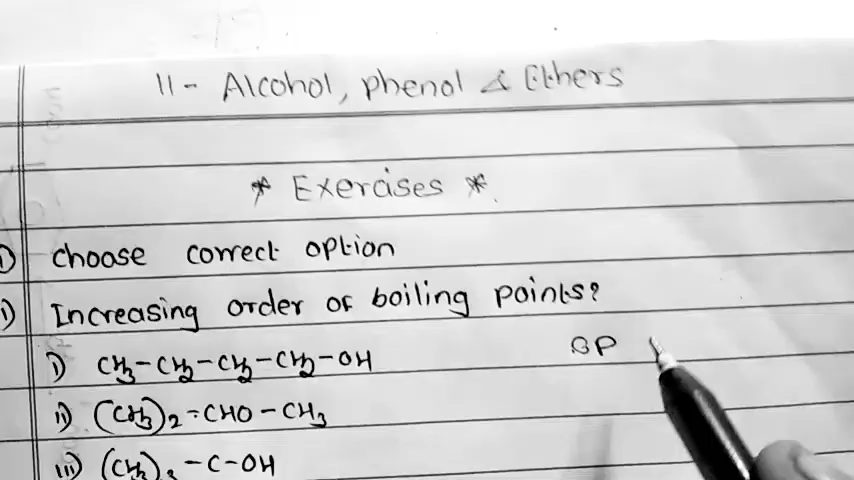 11- Alcohol, phenol & Ethers
* Exercises *
1) choose correct option
i) Increasing order of boiling points?
i) CH3-CH2-CH2-CH2-OH
BP
ii) (CH3)2-CHO-CH3
iii) (CH3)3-C-OH